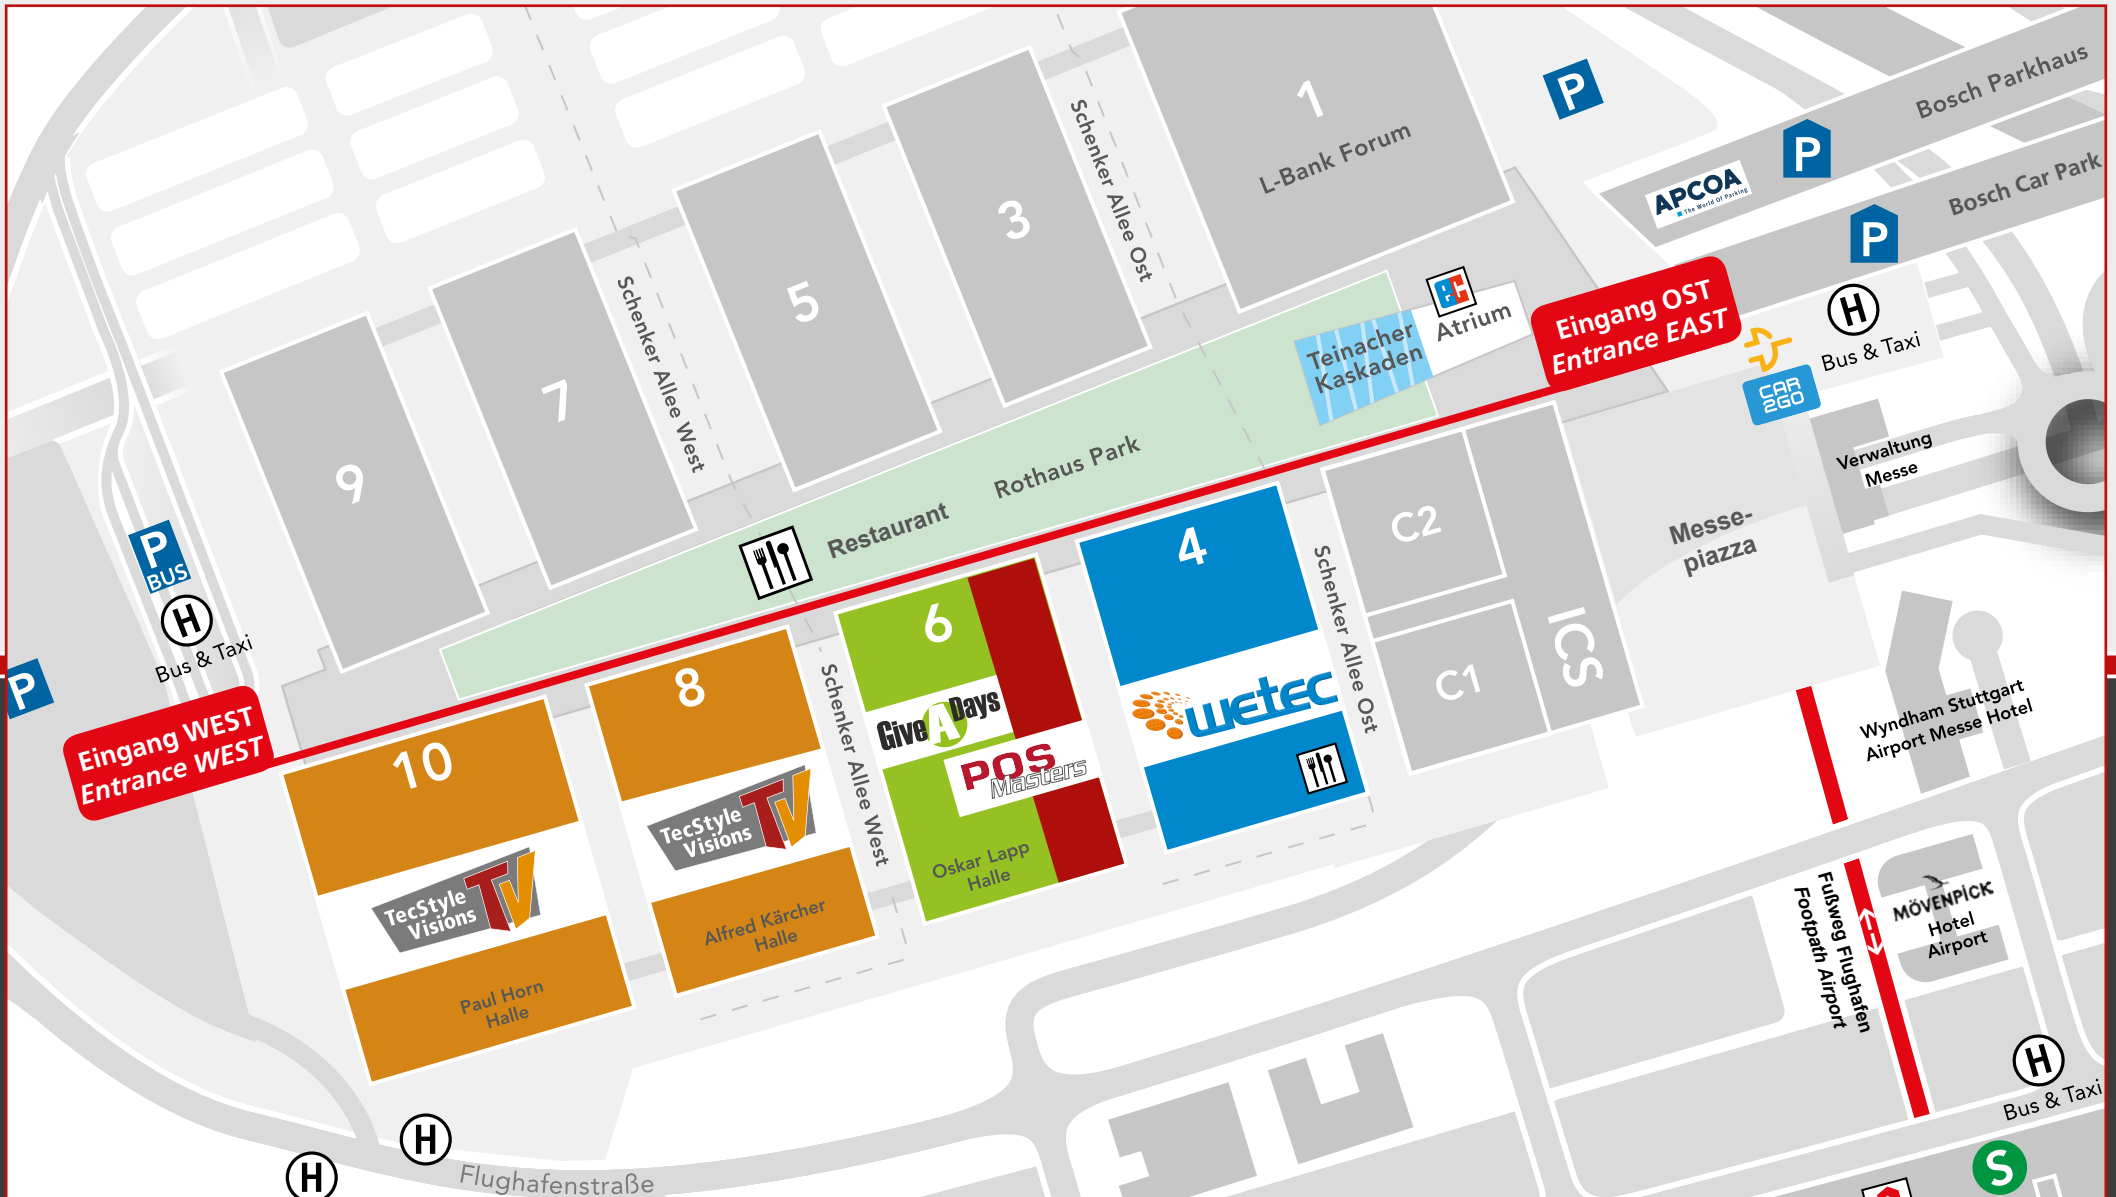 1
L-Bank Forum
3
5
7
9
Schenker Allee Ost
Schenker Allee West
P
Bosch Parkhaus
P
APCOA
The World Of Parking
Bosch Car Park
P
H
Bus & Taxi
Eingang OST
Entrance EAST
CAR
2GO
Atrium
Teinacher
Kaskaden
Rothaus Park
Restaurant
Verwaltung
Messe
Messe-
piazza
P
BUS
H
Bus & Taxi
P
Eingang WEST
Entrance WEST
10
TecStyle
Visions
TV
Paul Horn
Halle
8
TecStyle
Visions
TV
Alfred Kärcher
Halle
Schenker Allee West
6
Give A Days
POS
Masters
Oskar Lapp
Halle
4
wetec
Schenker Allee Ost
C2
C1
ICS
Wyndham Stuttgart
Airport Messe Hotel
MÖVENPICK
Hotel
Airport
Fußweg Flughafen
Footpath Airport
H
Bus & Taxi
S
H
H
Flughafenstraße